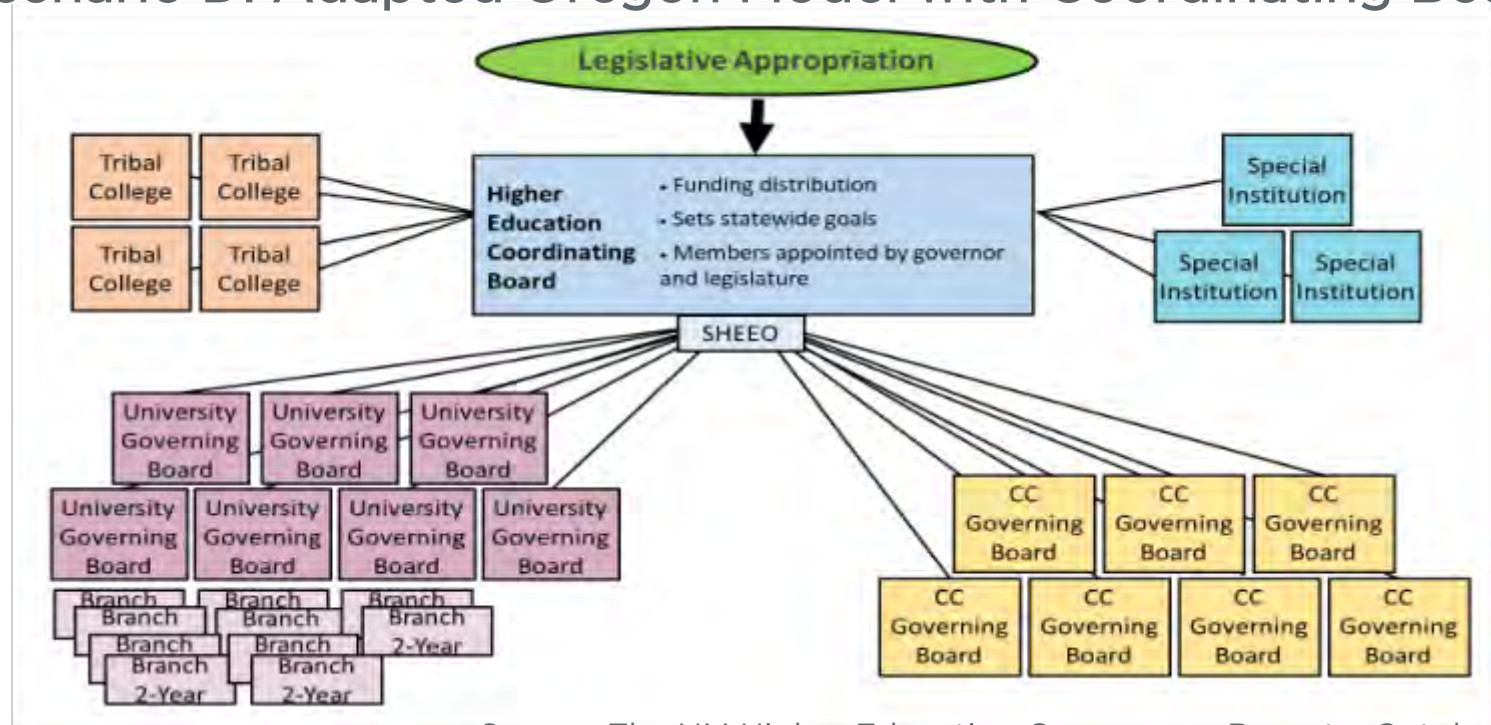 Legislative Appropriation
Tribal
College
Tribal
College
Tribal
College
Tribal
College
Higher
Education
Coordinating
Board
• Funding distribution
• Sets statewide goals
• Members appointed by governor
and legislature
SHEEO
Special
Institution
Special
Institution
Special
Institution
University
Governing
Board
University
Governing
Board
University
Governing
Board
University
Governing
Board
University
Governing
Board
University
Governing
Board
University
Governing
Board
Branch
Branch
Branch
Branch
Branch
Branch
2-Year
Branch
Branch
Branch
2-Year
Branch
2-Year
CC
Governing
Board
CC
Governing
Board
CC
Governing
Board
CC
Governing
Board
CC
Governing
Board
CC
Governing
Board
CC
Governing
Board